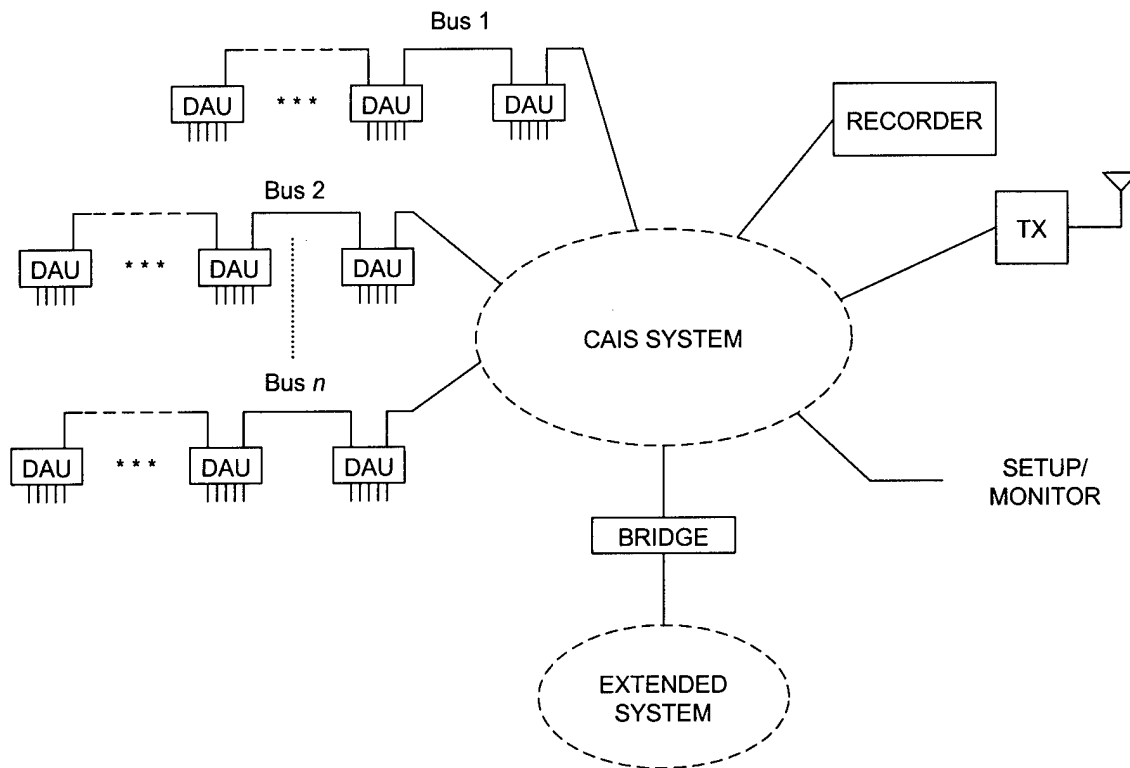 Bus 1
DAU * * * DAU DAU
RECORDER
Bus 2
TX
DAU * * * DAU DAU
CAIS SYSTEM
Bus n
DAU * * * DAU DAU
SETUP/
MONITOR
BRIDGE
EXTENDED
SYSTEM